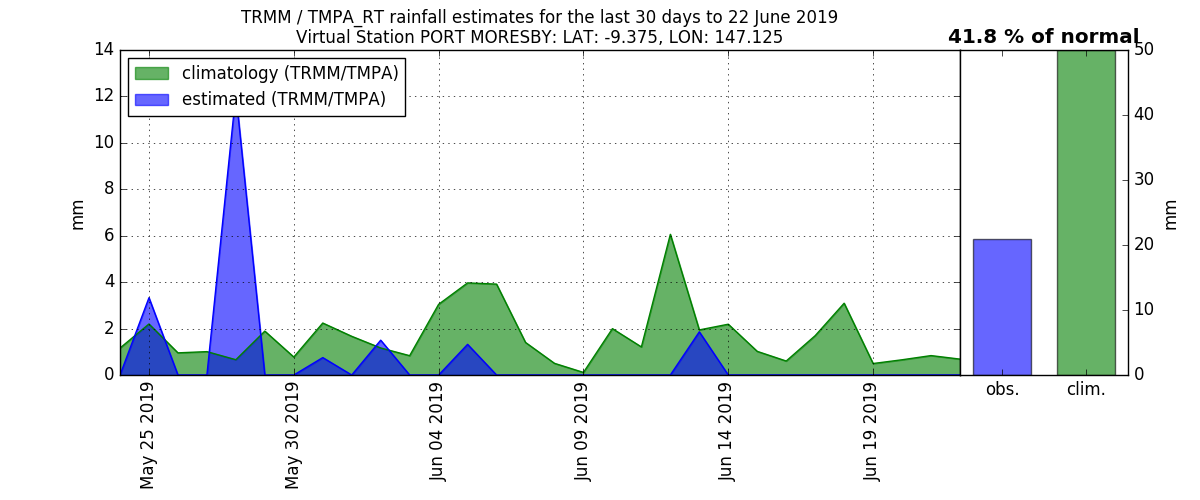 TRMM / TMPA_RT rainfall estimates for the last 30 days to 22 June 2019
Virtual Station PORT MORESBY: LAT: -9.375, LON: 147.125
41.8 % of normal
climatology (TRMM/TMPA)
estimated (TRMM/TMPA)
14
12
10
8
6
4
2
0
mm
May 25 2019
May 30 2019
Jun 04 2019
Jun 09 2019
Jun 14 2019
Jun 19 2019
obs.
clim.
50
40
30
20
10
0
mm